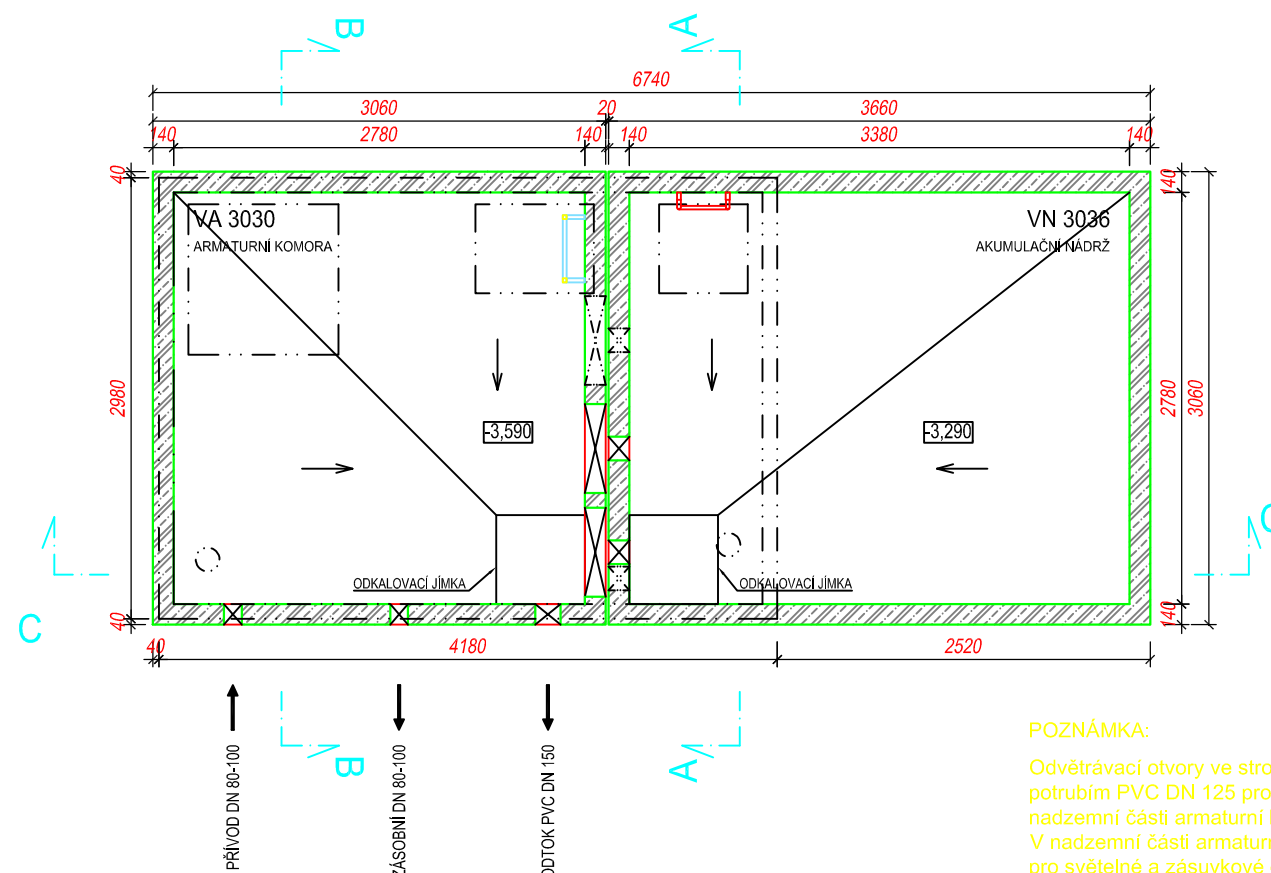 B
A
6740
3060
20
3660
140
2780
140
140
3380
140
40
140
VA 3030
ARMATURNÍ KOMORA
VN 3036
AKUMULAČNÍ NÁDRŽ
2980
2780
3060
-3,590
-3,290
C
ODKALOVACÍ JÍMKA
ODKALOVACÍ JÍMKA
C
40
140
40
4180
2520
PŘÍVOD DN 80-100
ZÁSOBNÍ DN 80-100
ODTOK PVC DN 150
B
A
POZNÁMKA:
Odvětrávací otvory ve
potrubím PVC DN 125 pro
nadzemní části armaturní
V nadzemní části
pro světelné a zásuvkové